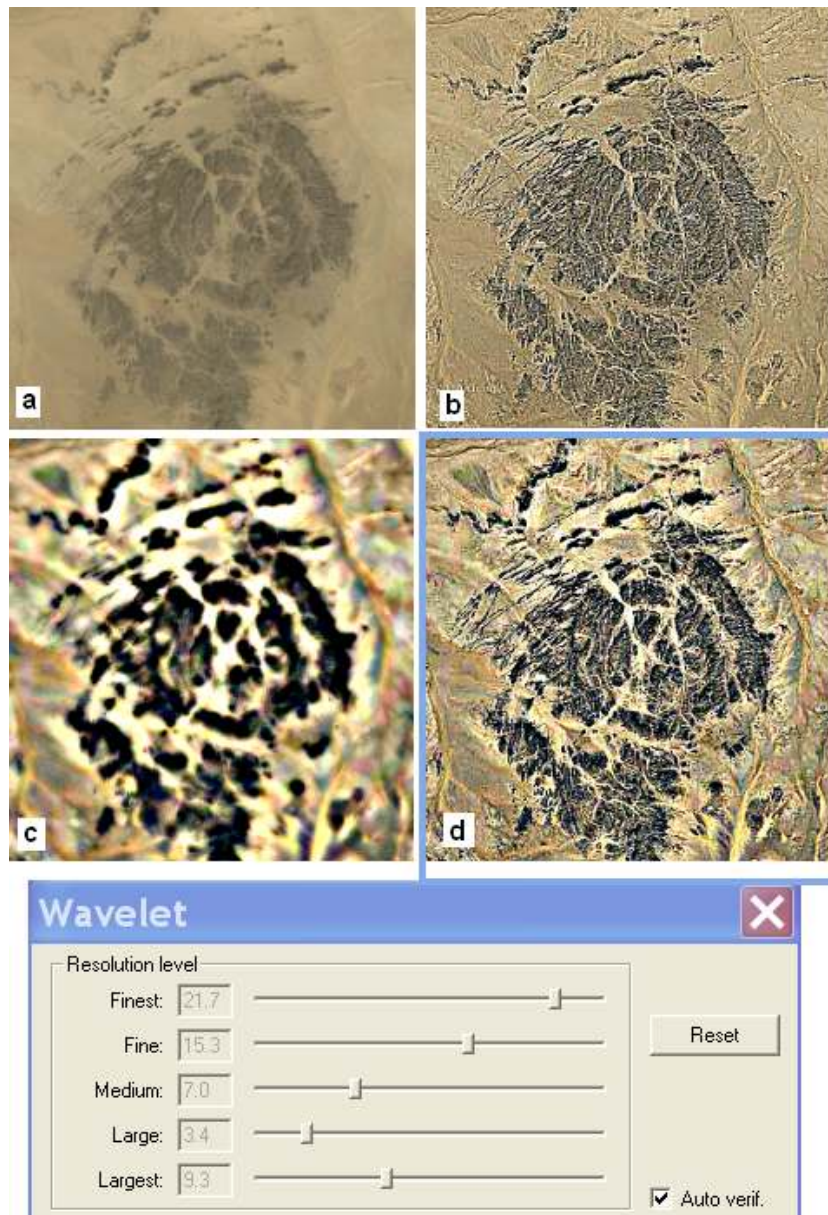 a
b
c
d
Wavelet
Resolution level
Finest: 21.7
Fine: 15.3
Reset
Medium: 7.0
Large: 3.4
Largest: 9.3
Auto verif.